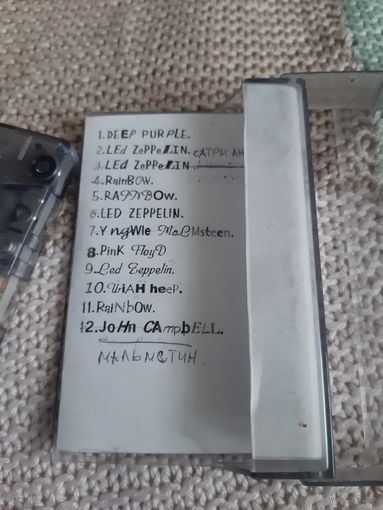 1. DEEP PURPLE.
2. LEd ZePPeLIN. САТРИАН
3. LEd ZePPeLIN
4. RainBOw.
5. RAINBOw.
6. LED ZEPPELIN.
7. YngWIe MaLMsteen.
8. PinK FloyD
9. Led Zeppelin.
10. UriAH heeP.
11. RaiNbOw.
12. JoHn CAmpbELL.
МАЛЬМСТИН.